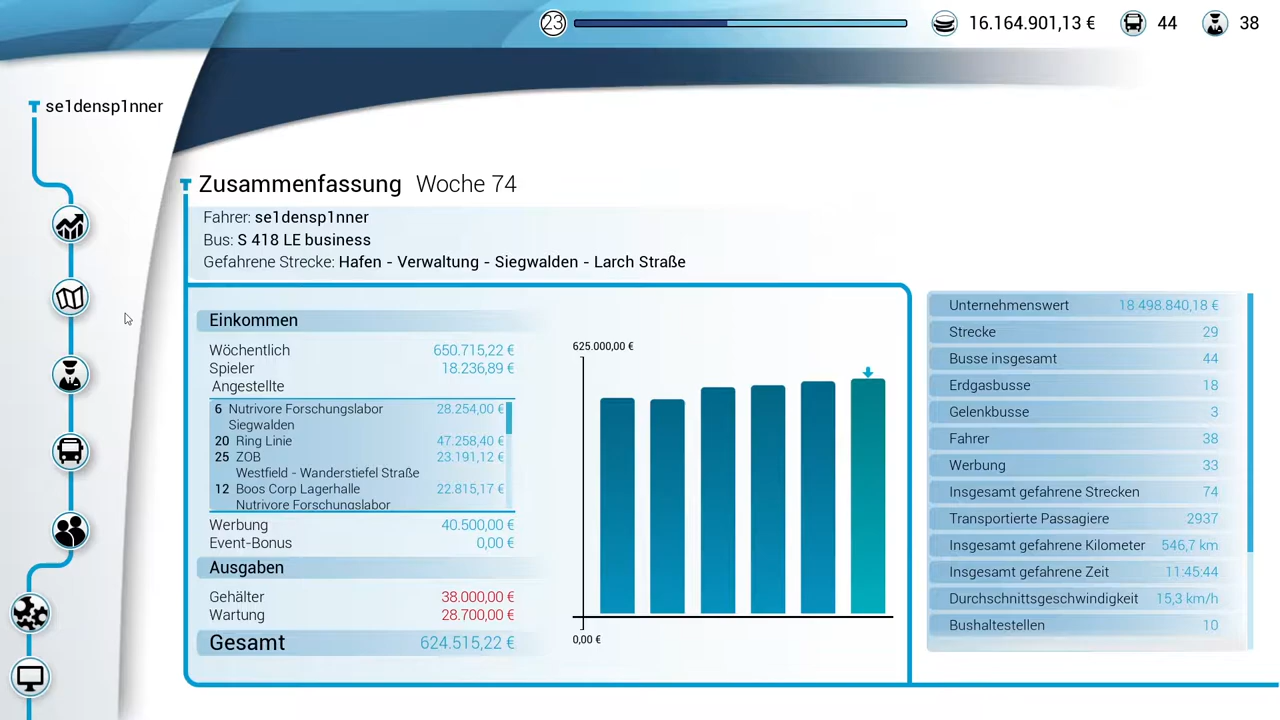 23
16.164.901,13 €
44
38
se1densp1nner
Zusammenfassung Woche 74
Fahrer: se1densp1nner
Bus: S 418 LE business
Gefahrene Strecke: Hafen - Verwaltung - Siegwalden - Larch Straße
Einkommen
Wöchentlich 650.715,22 €
Spieler 18.236,89 €
Angestellte
6 Nutrivore Forschungslabor 28.254,00 €
Siegwalden
20 Ring Linie 47.258,40 €
25 ZOB 23.191,12 €
Westfield - Wanderstiefel Straße
12 Boos Corp Lagerhalle 22.815,17 €
Nutrivore Forschungslabor
Werbung 40.500,00 €
Event-Bonus 0,00 €
Ausgaben
Gehälter 38.000,00 €
Wartung 28.700,00 €
Gesamt 624.515,22 €
625.000,00 €
0,00 €
Unternehmenswert 18.498.840,18 €
Strecke 29
Busse insgesamt 44
Erdgasbusse 18
Gelenkbusse 3
Fahrer 38
Werbung 33
Insgesamt gefahrene Strecken 74
Transportierte Passagiere 2937
Insgesamt gefahrene Kilometer 546,7 km
Insgesamt gefahrene Zeit 11:45:44
Durchschnittsgeschwindigkeit 15,3 km/h
Bushaltestellen 10